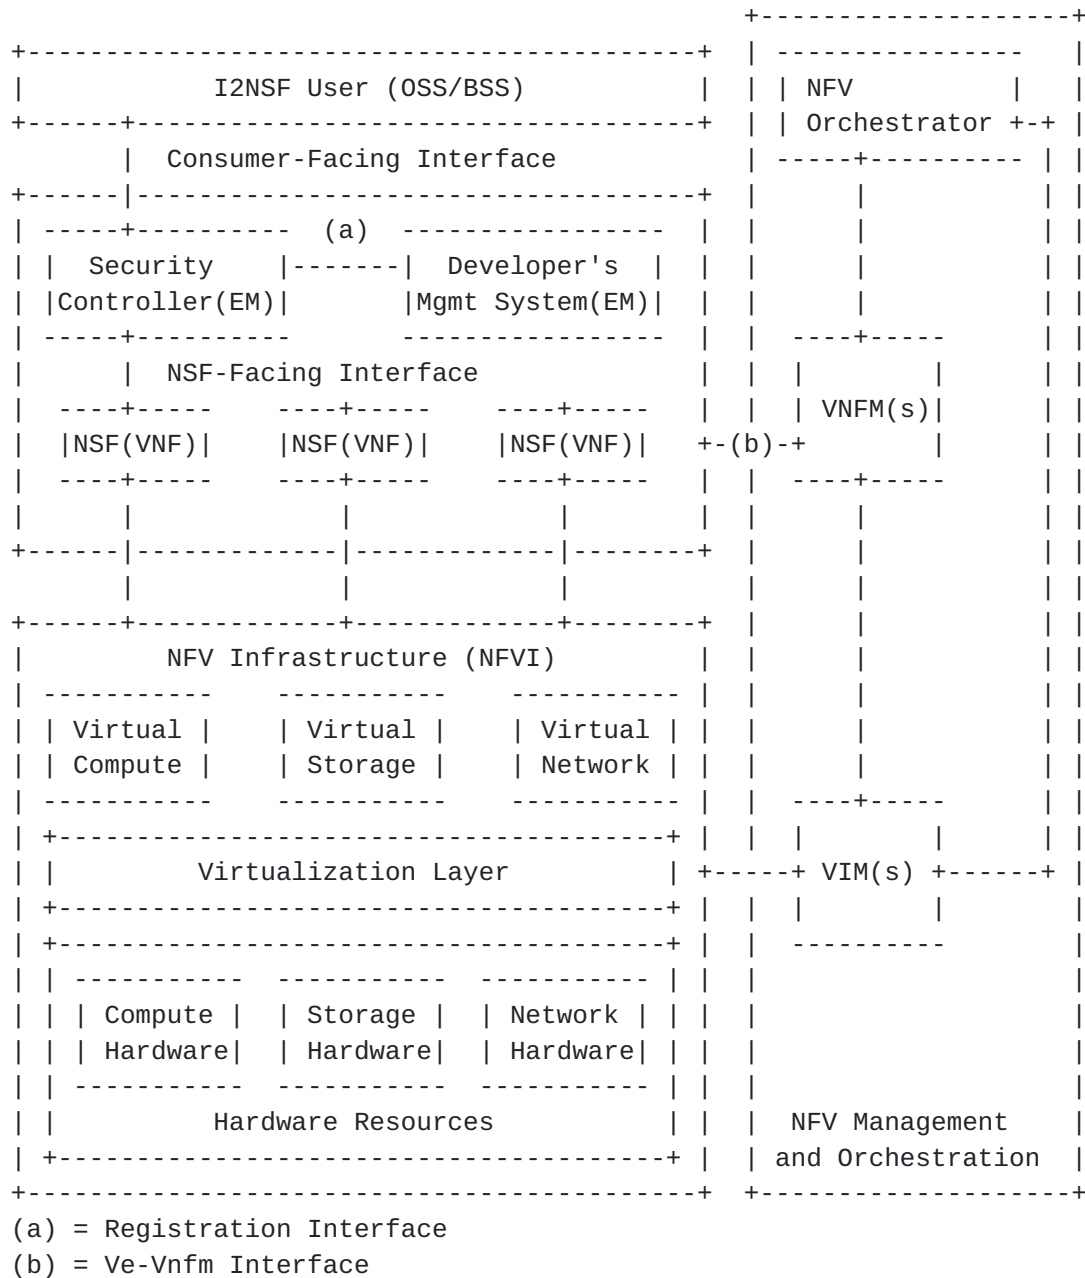 +--------------------+
+-------------------------------------------+  | ----------------   |
|            I2NSF User (OSS/BSS)           |  | | NFV          |   |
+------+------------------------------------+  | | Orchestrator +-+ |
       |  Consumer-Facing Interface            | -----+---------- | |
+------|------------------------------------+  |      |           | |
| -----+----------  (a)  -----------------  |  |      |           | |
| |  Security    |-------|  Developer's  |  |  |      |           | |
| |Controller(EM)|       |Mgmt System(EM)|  |  |      |           | |
| -----+----------       -----------------  |  |  ----+-----      | |
|      |  NSF-Facing Interface              |  |  |        |      | |
|  ----+-----    ----+-----    ----+-----   |  |  | VNFM(s)|      | |
|  |NSF(VNF)|    |NSF(VNF)|    |NSF(VNF)|   +-(b)-+        |      | |
|  ----+-----    ----+-----    ----+-----   |  |  ----+-----      | |
|      |             |             |        |  |      |           | |
+------|-------------|-------------|--------+  |      |           | |
       |             |             |           |      |           | |
+------+-------------+-------------+--------+  |      |           | |
|         NFV Infrastructure (NFVI)         |  |      |           | |
| -----------    -----------    ----------- |  |      |           | |
| | Virtual |    | Virtual |    | Virtual | |  |      |           | |
| | Compute |    | Storage |    | Network | |  |      |           | |
| -----------    -----------    ----------- |  |  ----+-----      | |
| +---------------------------------------+ |  |  |        |      | |
| |         Virtualization Layer          | +-----+ VIM(s) +------+ |
| +---------------------------------------+ |  |  |        |        |
| +---------------------------------------+ |  |  ----------        |
| | -----------  -----------  ----------- | |  |                    |
| | | Compute |  | Storage |  | Network | | |  |                    |
| | | Hardware|  | Hardware|  | Hardware| | |  |                    |
| | -----------  -----------  ----------- | |  |                    |
| |          Hardware Resources           | |  |  NFV Management    |
| +---------------------------------------+ |  | and Orchestration  |
+-------------------------------------------+  +--------------------+
(a) = Registration Interface
(b) = Ve-Vnfm Interface